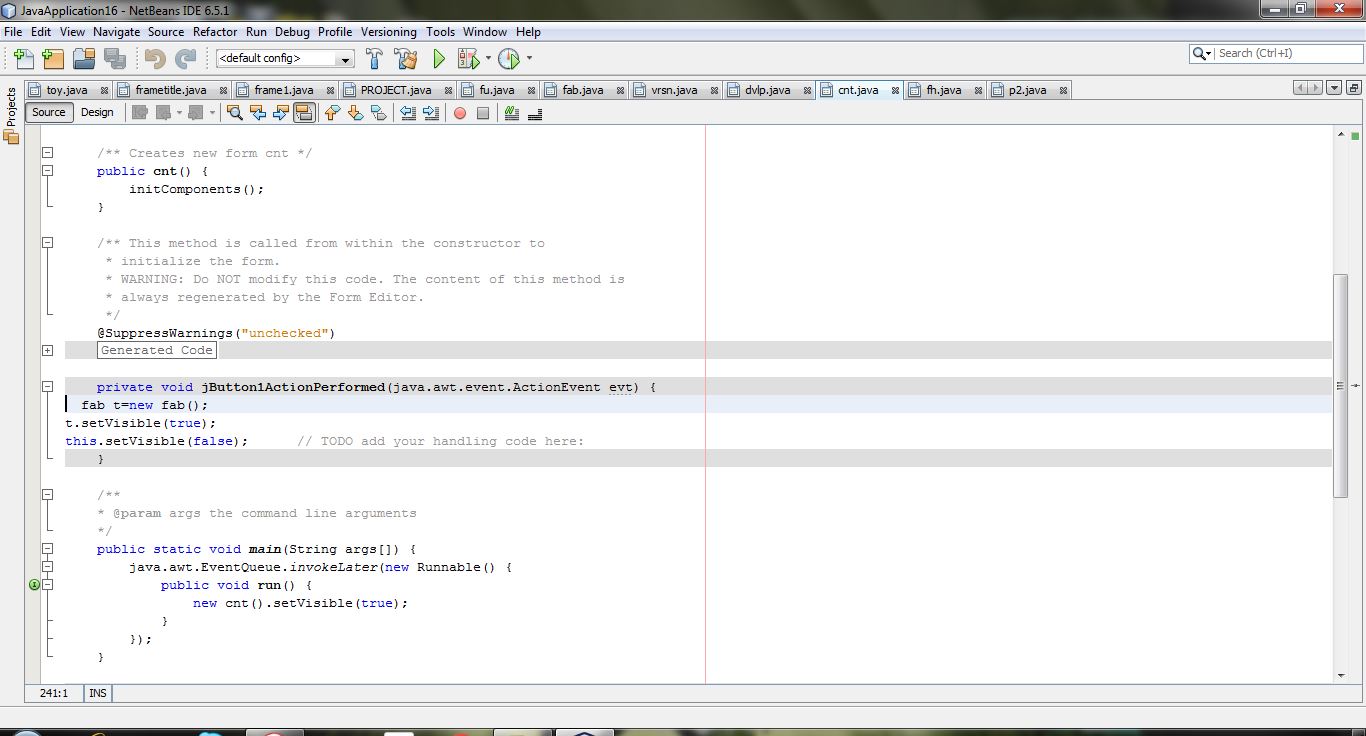 JavaApplication16 - NetBeans IDE 6.5.1
File Edit View Navigate Source Refactor Run Debug Profile Versioning Tools Window Help
<default config>
Search (Ctrl+I)
Projects
toy.java frametitle.java frame1.java PROJECT.java fu.java fab.java vrsn.java dvlp.java cnt.java fh.java p2.java
Source Design
/** Creates new form cnt */
public cnt() {
initComponents();
}
/** This method is called from within the constructor to
* initialize the form.
* WARNING: Do NOT modify this code. The content of this method is
* always regenerated by the Form Editor.
*/
@SuppressWarnings("unchecked")
Generated Code
private void jButton1ActionPerformed(java.awt.event.ActionEvent evt) {
fab t=new fab();
t.setVisible(true);
this.setVisible(false); // TODO add your handling code here:
}
/**
* @param args the command line arguments
*/
public static void main(String args[]) {
java.awt.EventQueue.invokeLater(new Runnable() {
public void run() {
new cnt().setVisible(true);
}
});
}
241:1 INS